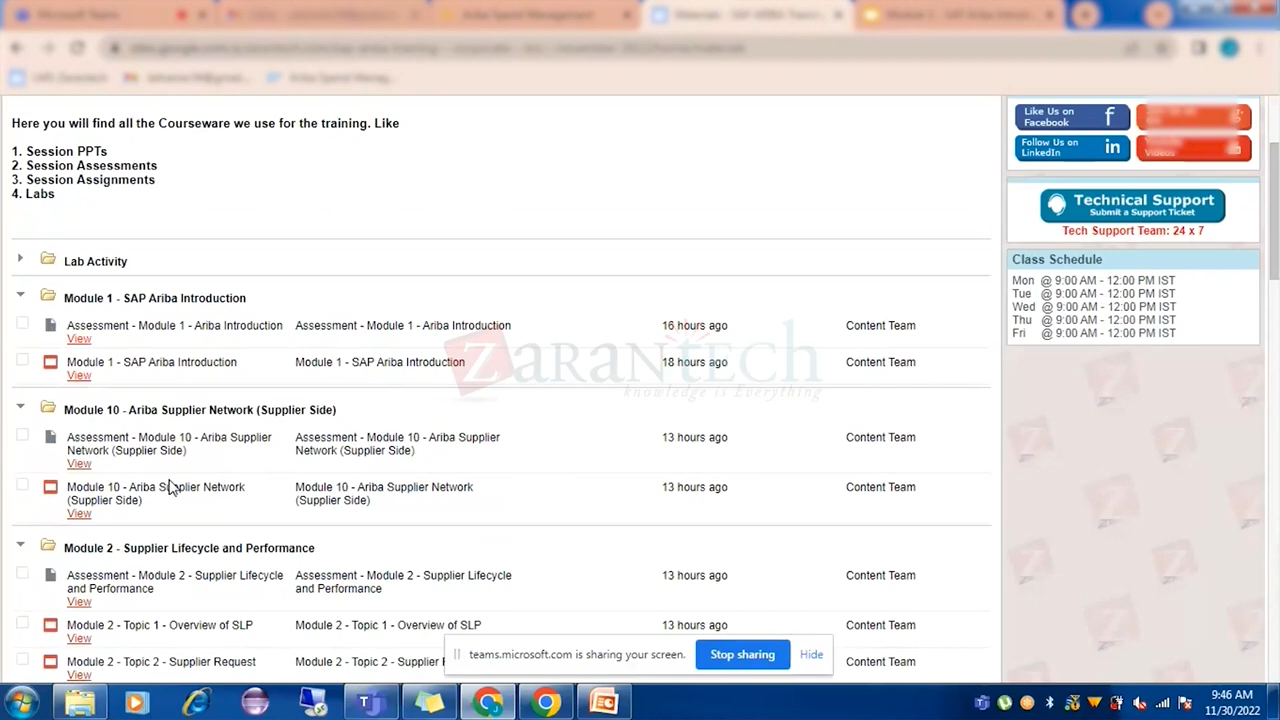 Here you will find all the Courseware we use for the training. Like
1. Session PPTs
2. Session Assessments
3. Session Assignments
4. Labs
Lab Activity
Module 1 - SAP Ariba Introduction
Assessment - Module 1 - Ariba Introduction Assessment - Module 1 - Ariba Introduction 16 hours ago Content Team
View
Module 1 - SAP Ariba Introduction Module 1 - SAP Ariba Introduction 18 hours ago Content Team
View
Module 10 - Ariba Supplier Network (Supplier Side)
Assessment - Module 10 - Ariba Supplier Assessment - Module 10 - Ariba Supplier 13 hours ago Content Team
Network (Supplier Side) Network (Supplier Side)
View
Module 10 - Ariba Supplier Network Module 10 - Ariba Supplier Network 13 hours ago Content Team
(Supplier Side) (Supplier Side)
View
Module 2 - Supplier Lifecycle and Performance
Assessment - Module 2 - Supplier Lifecycle Assessment - Module 2 - Supplier Lifecycle 13 hours ago Content Team
and Performance and Performance
View
Module 2 - Topic 1 - Overview of SLP Module 2 - Topic 1 - Overview of SLP 13 hours ago Content Team
View
Module 2 - Topic 2 - Supplier Request Module 2 - Topic 2 - Supplier Content Team
View
ZaranTech
knowledge is Everything
Like Us on
Facebook
Follow Us on
LinkedIn
Videos
Technical Support
Submit a Support Ticket
Tech Support Team: 24 x 7
Class Schedule
Mon @ 9:00 AM - 12:00 PM IST
Tue @ 9:00 AM - 12:00 PM IST
Wed @ 9:00 AM - 12:00 PM IST
Thu @ 9:00 AM - 12:00 PM IST
Fri @ 9:00 AM - 12:00 PM IST
teams.microsoft.com is sharing your screen. Stop sharing Hide
9:46 AM
11/30/2022